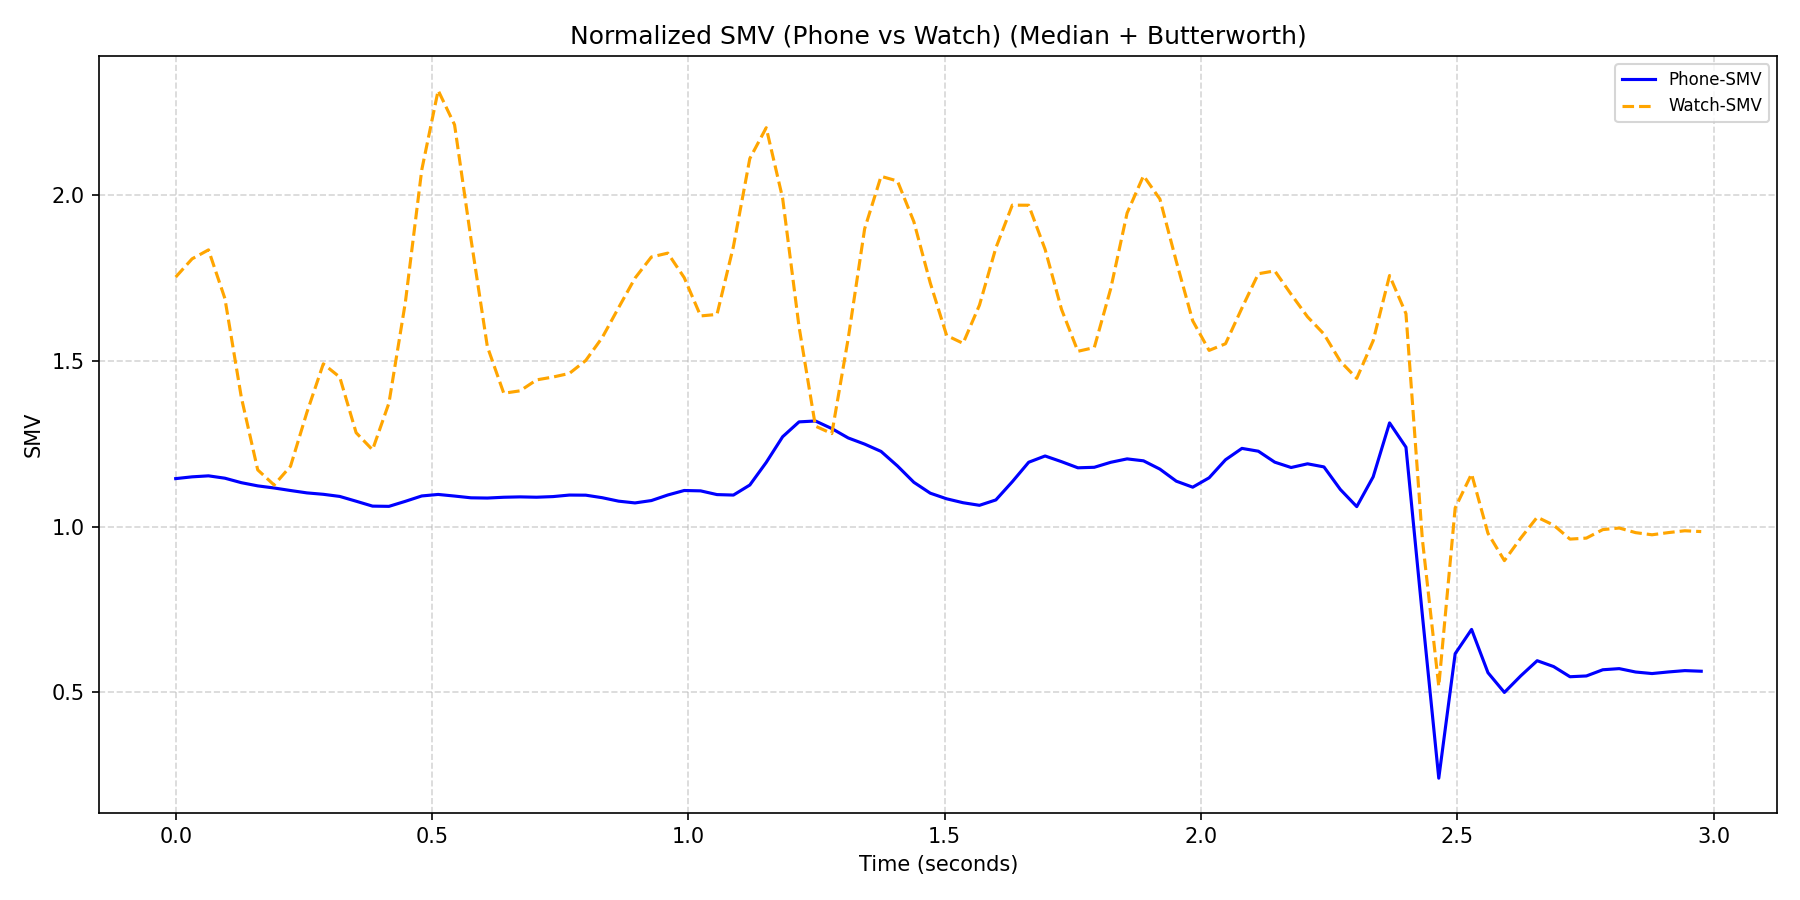 Normalized SMV (Phone vs Watch) (Median + Butterworth)
Phone-SMV
Watch-SMV
SMV
2.0
1.5
1.0
0.5
0.0 0.5 1.0 1.5 2.0 2.5 3.0
Time (seconds)